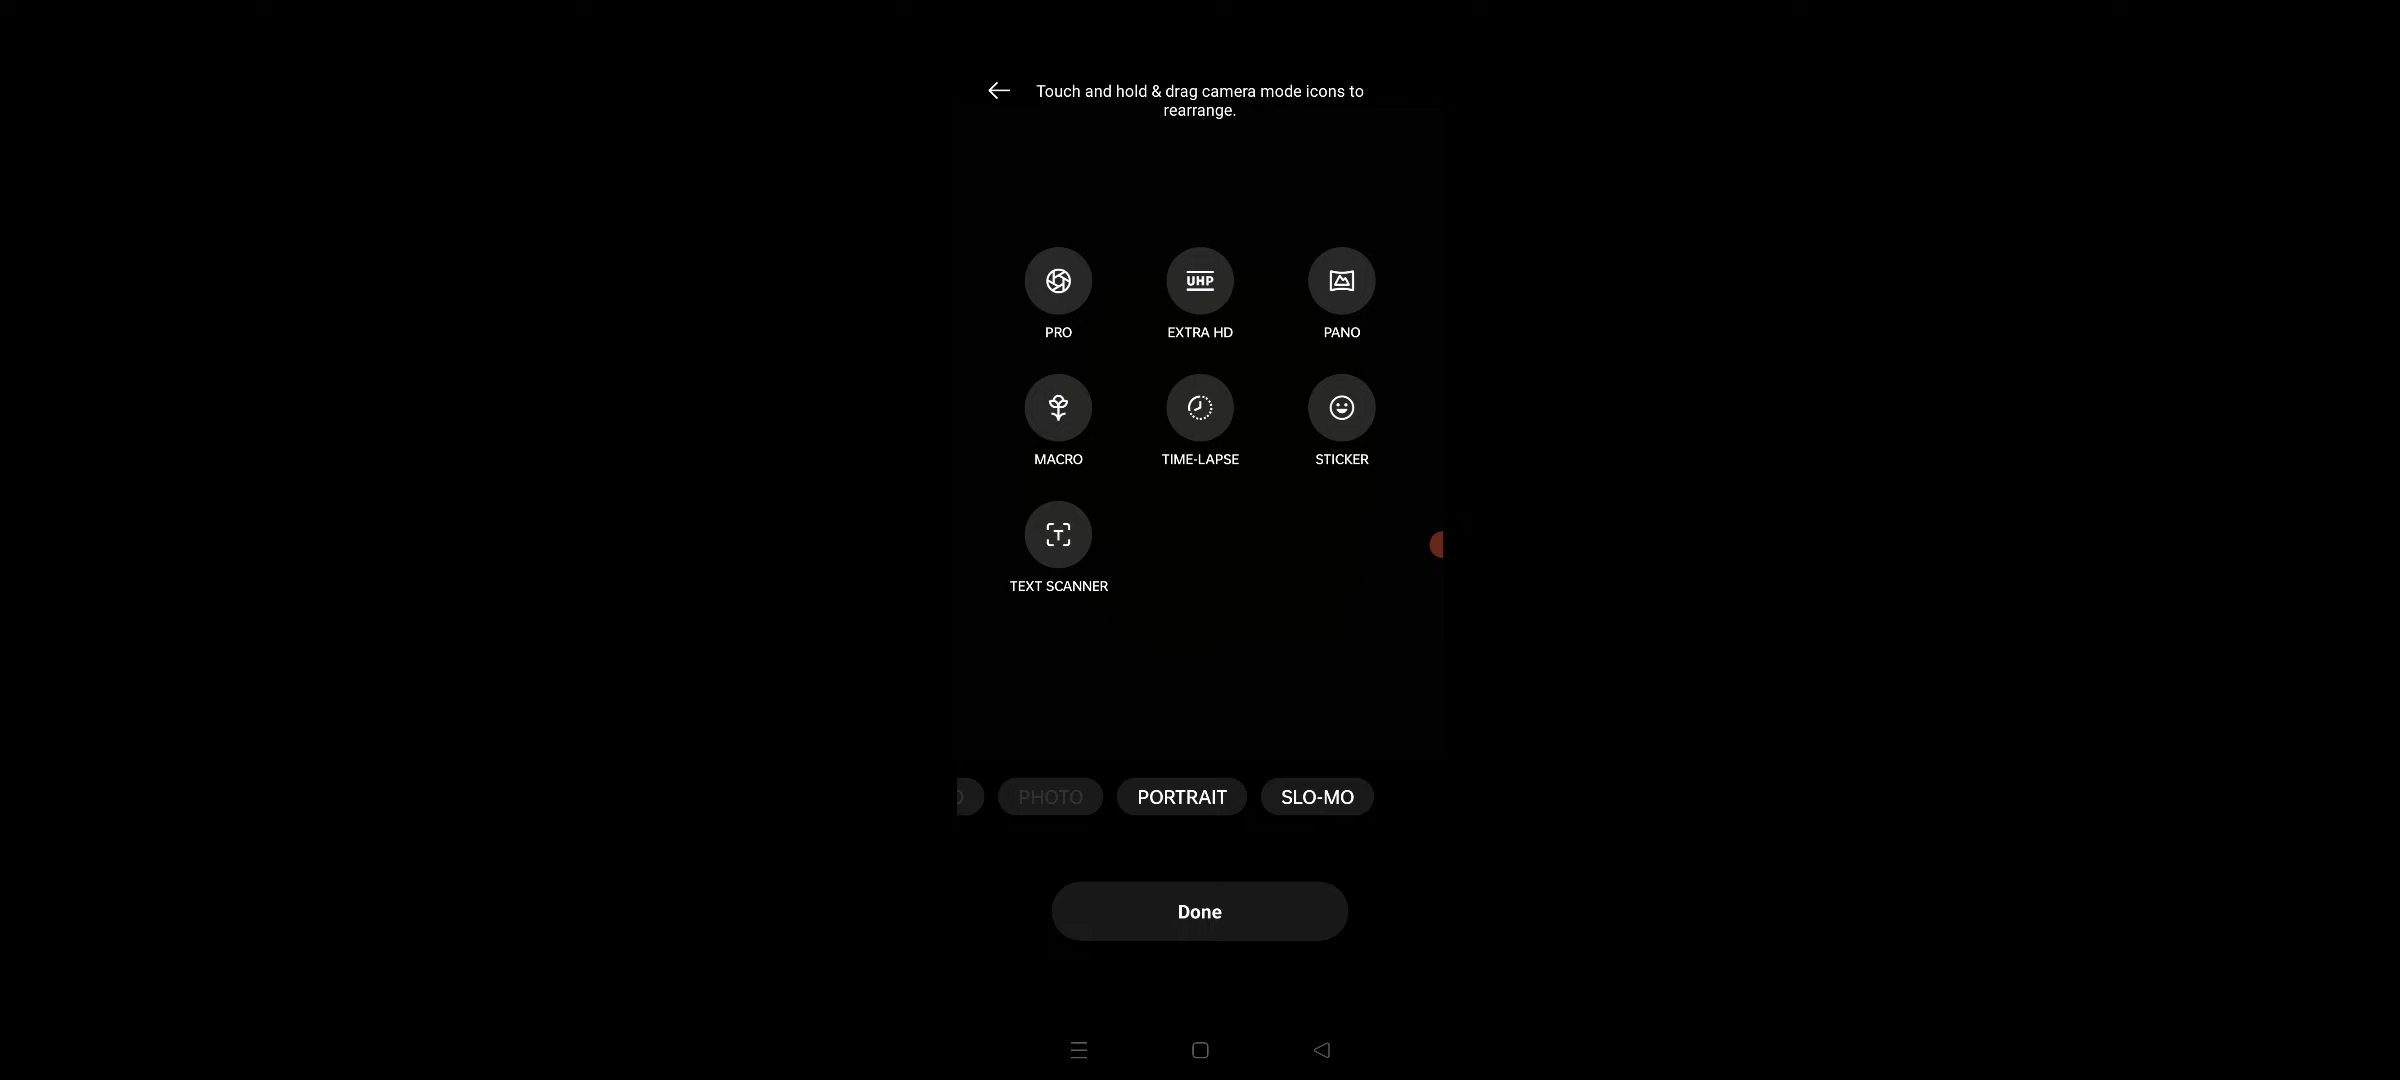 Touch and hold & drag camera mode icons to
rearrange.
UHP
PRO
EXTRA HD
PANO
MACRO
TIME-LAPSE
STICKER
T
TEXT SCANNER
PHOTO
PORTRAIT
SLO-MO
Done